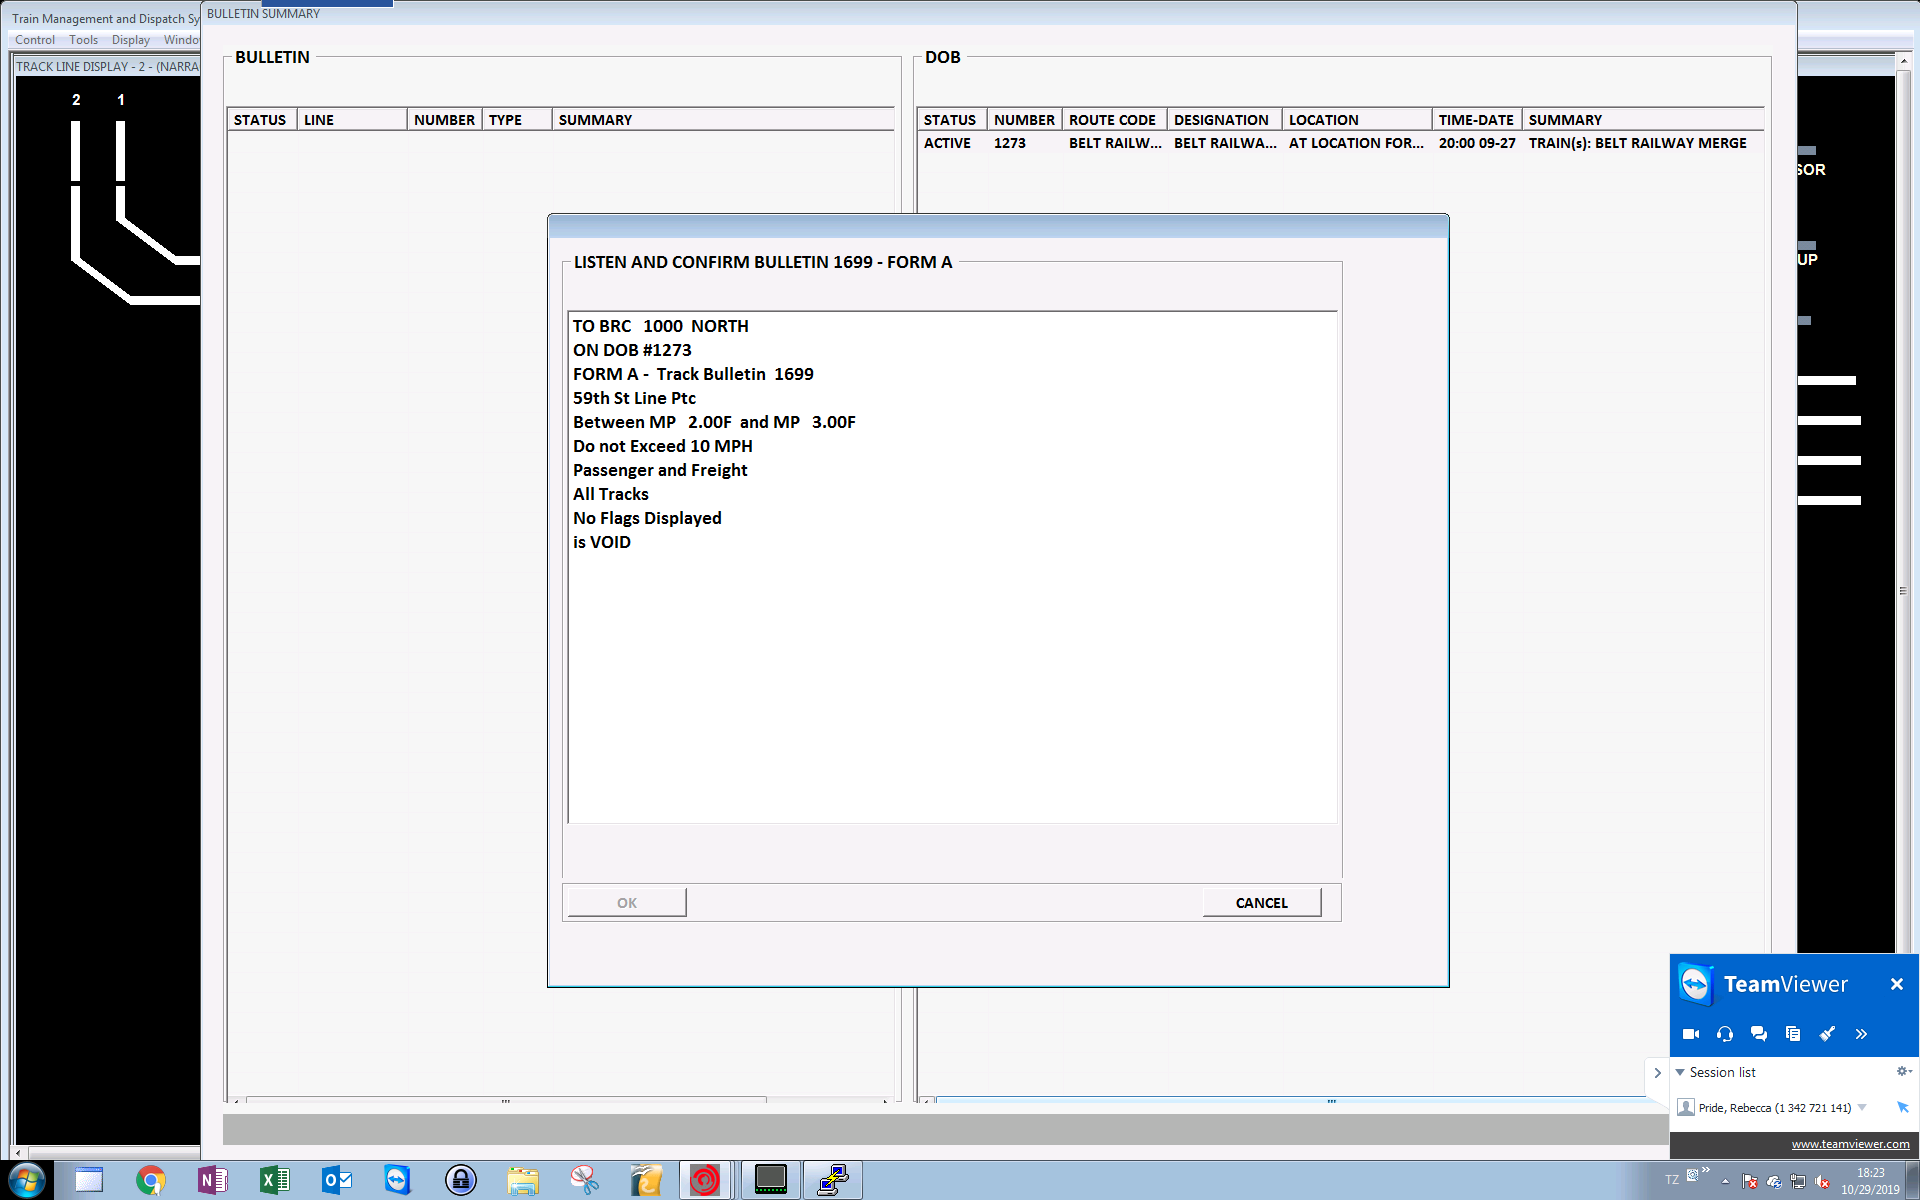 Train Management and Dispatch Sy
BULLETIN SUMMARY
Control Tools Display Windo
TRACK LINE DISPLAY - 2 - (NARRA
2 1
BULLETIN
STATUS LINE NUMBER TYPE SUMMARY
DOB
STATUS NUMBER ROUTE CODE DESIGNATION LOCATION TIME-DATE SUMMARY
ACTIVE 1273 BELT RAILW... BELT RAILWA... AT LOCATION FOR... 20:00 09-27 TRAIN(s): BELT RAILWAY MERGE
SOR
UP
LISTEN AND CONFIRM BULLETIN 1699 - FORM A
TO BRC 1000 NORTH
ON DOB #1273
FORM A - Track Bulletin 1699
59th St Line Ptc
Between MP 2.00F and MP 3.00F
Do not Exceed 10 MPH
Passenger and Freight
All Tracks
No Flags Displayed
is VOID
OK CANCEL
TeamViewer
Session list
Pride, Rebecca (1 342 721 141)
www.teamviewer.com
TZ
18:23
10/29/2019